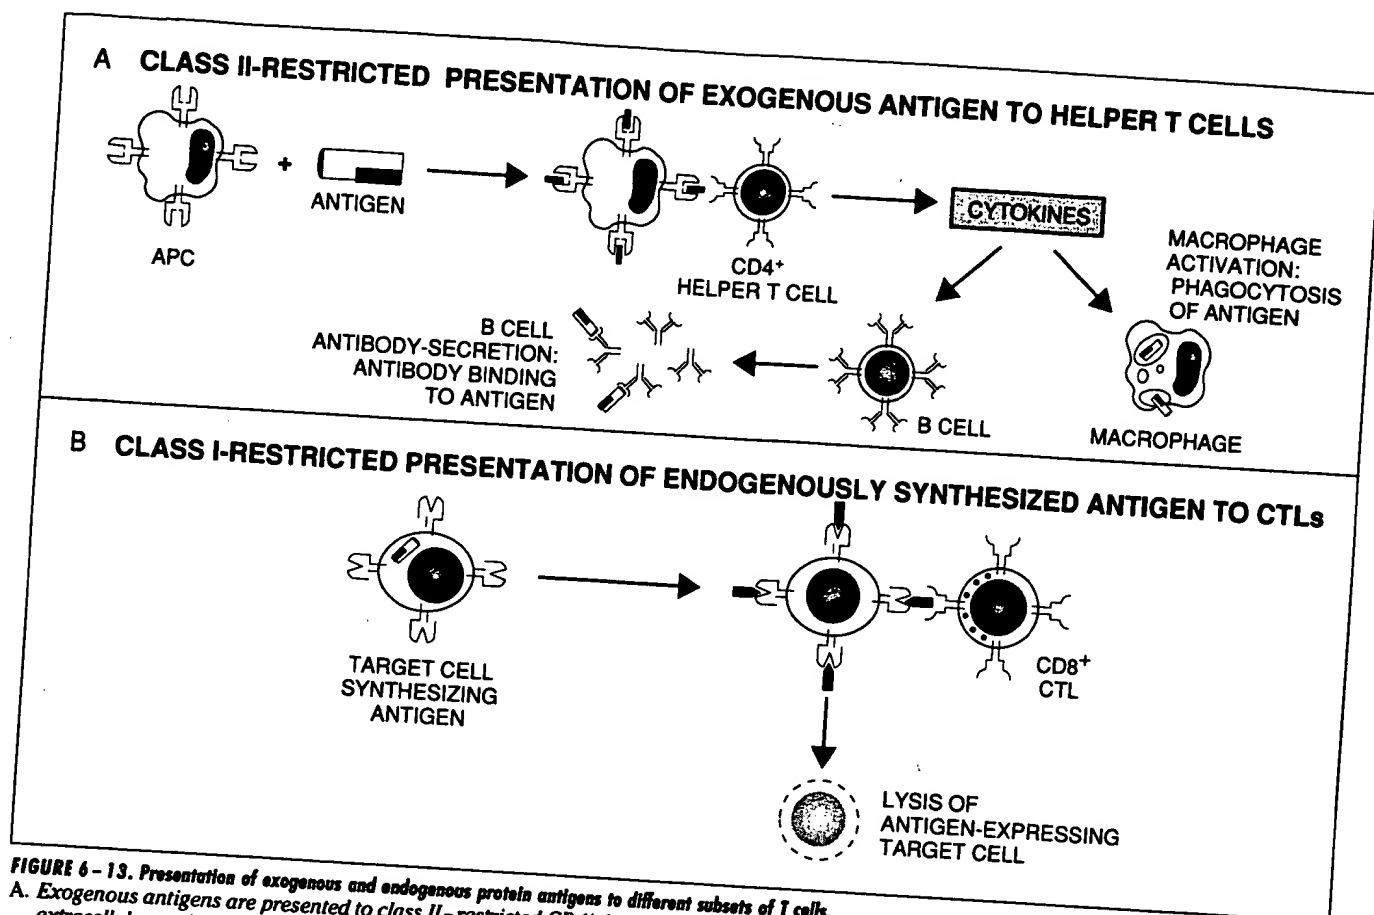 A CLASS II-RESTRICTED PRESENTATION OF EXOGENOUS ANTIGEN TO HELPER T CELLS
+
ANTIGEN
APC
CD4+
HELPER T CELL
CYTOKINES
MACROPHAGE
ACTIVATION:
PHAGOCYTOSIS
OF ANTIGEN
B CELL
ANTIBODY-SECRETION:
ANTIBODY BINDING
TO ANTIGEN
B CELL
MACROPHAGE
B CLASS I-RESTRICTED PRESENTATION OF ENDOGENOUSLY SYNTHESIZED ANTIGEN TO CTLs
TARGET CELL
SYNTHESIZING
ANTIGEN
CD8+
CTL
LYSIS OF
ANTIGEN-EXPRESSING
TARGET CELL
FIGURE 6-13. Presentation of exogenous and endogenous protein antigens to different subsets of T cells.
A. Exogenous antigens are presented to class II-restricted